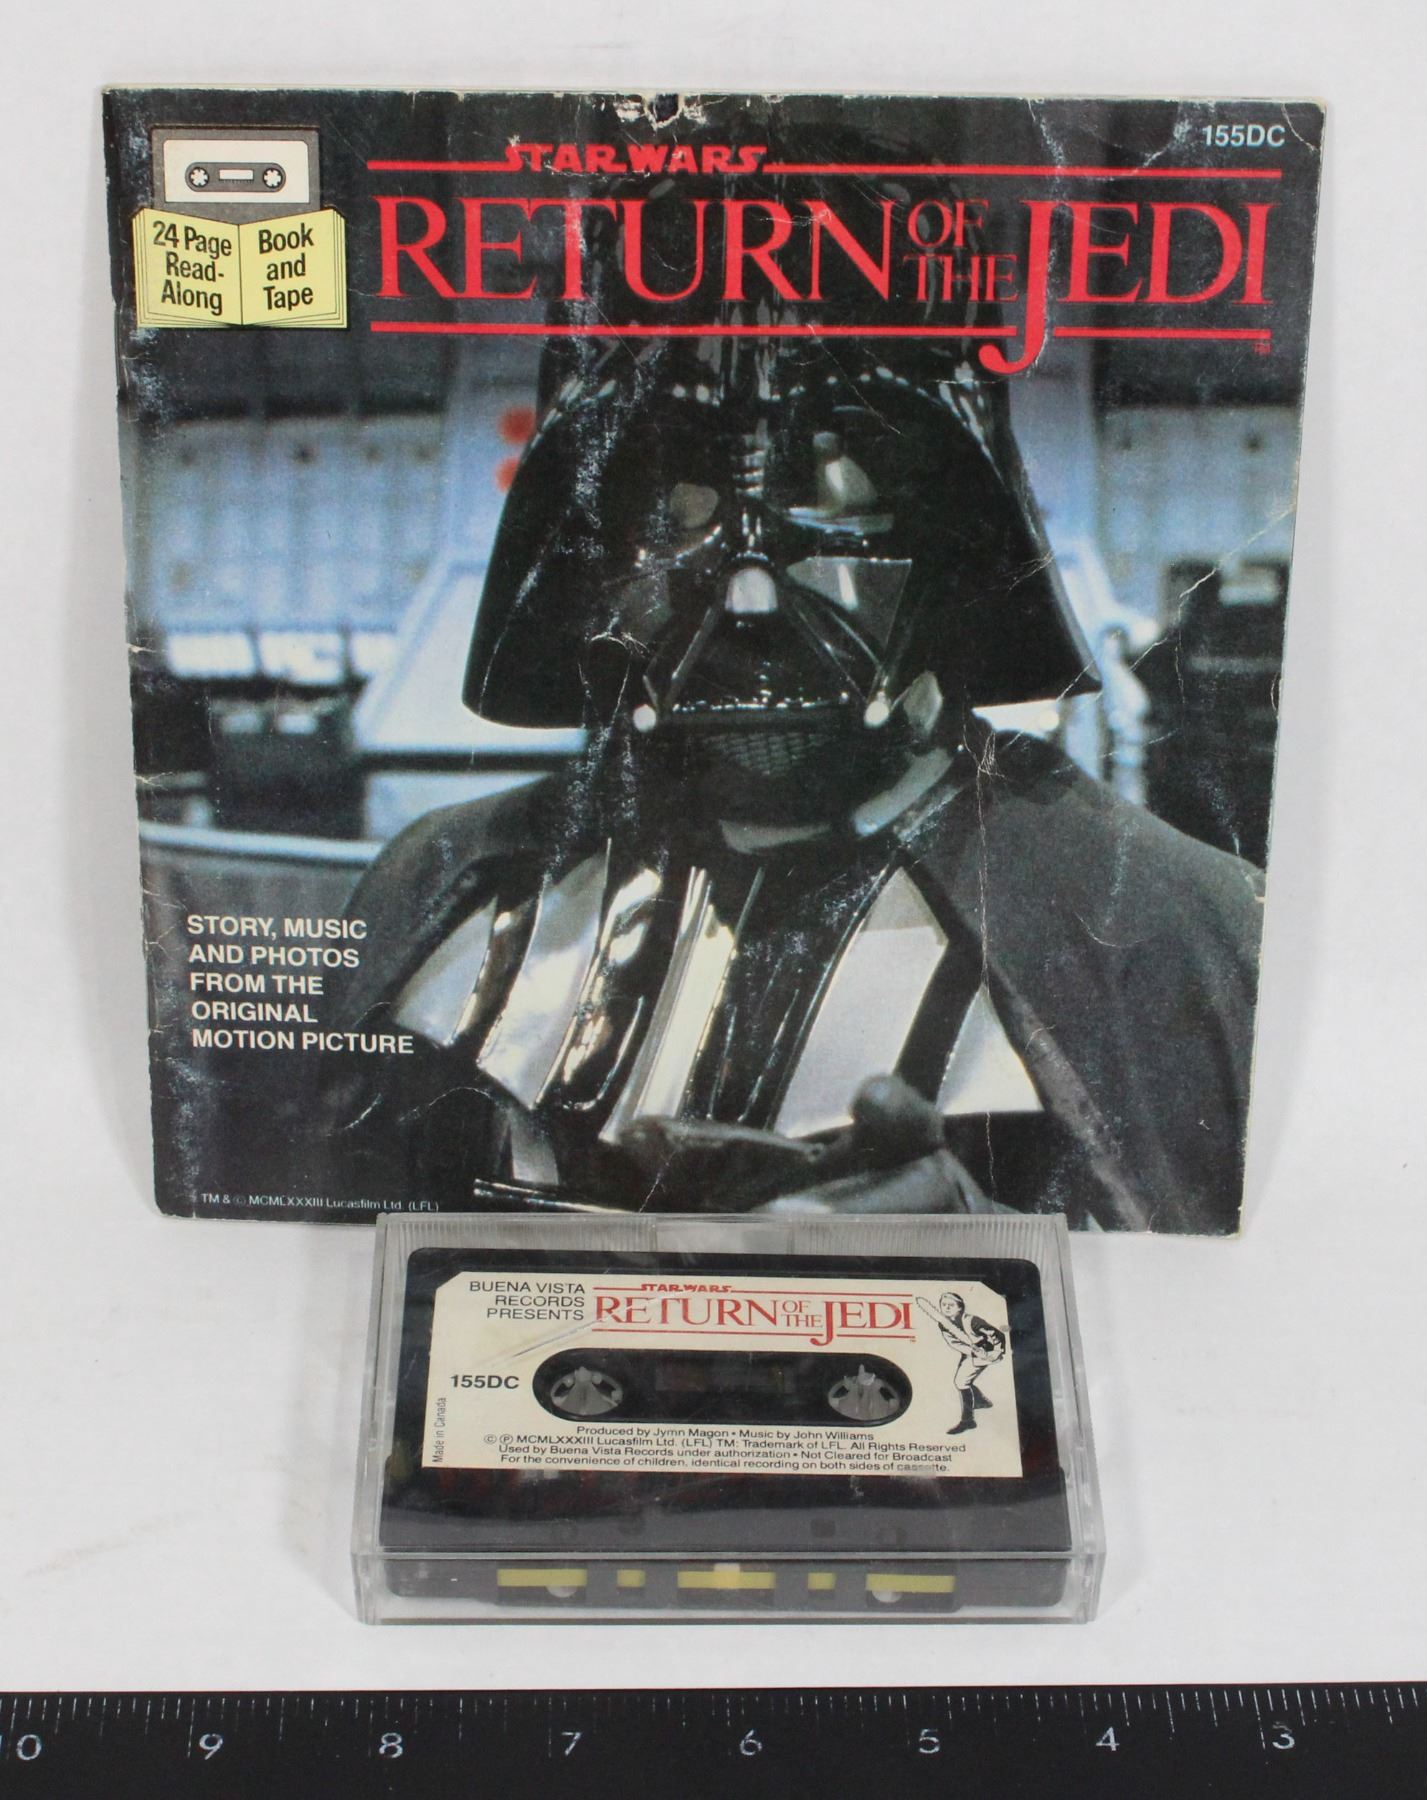 155DC
STAR WARS
RETURN OF THE JEDI
24 Page
Read-
Along
Book
and
Tape
STORY, MUSIC
AND PHOTOS
FROM THE
ORIGINAL
MOTION PICTURE
TM & © MCMLXXXIII Lucasfilm Ltd. (LFL)
BUENA VISTA
RECORDS
PRESENTS
STAR WARS
RETURN OF THE JEDI
TM
155DC
Made in Canada
Produced by Jymn Magon • Music by John Williams
© ℗ MCMLXXXIII Lucasfilm Ltd. (LFL) TM: Trademark of LFL. All Rights Reserved
Used by Buena Vista Records under authorization • Not Cleared for Broadcast
For the convenience of children, identical recording on both sides of cassette.
10 9 8 7 6 5 4 3